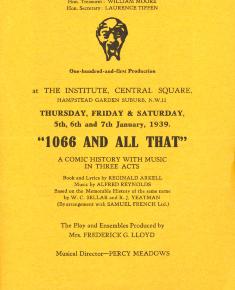 Hon. Treasurer : WILLIAM MOORE
Hon. Secretary : LAURENCE TIPPEN
One-hundred-and-first Production
at THE INSTITUTE, CENTRAL SQUARE,
HAMPSTEAD GARDEN SUBURB, N.W.11
THURSDAY, FRIDAY & SATURDAY,
5th, 6th and 7th January, 1939.
"1066 AND ALL THAT"
A COMIC HISTORY WITH MUSIC
IN THREE ACTS
Book and Lyrics by REGINALD ARKELL
Music by ALFRED REYNOLDS
Based on the Memorable History of the same name
by W. C. SELLAR and R. J. YEATMAN
(By arrangement with SAMUEL FRENCH Ltd.)
The Play and Ensembles Produced by
Mrs. FREDERICK G. LLOYD
Musical Director—PERCY MEADOWS